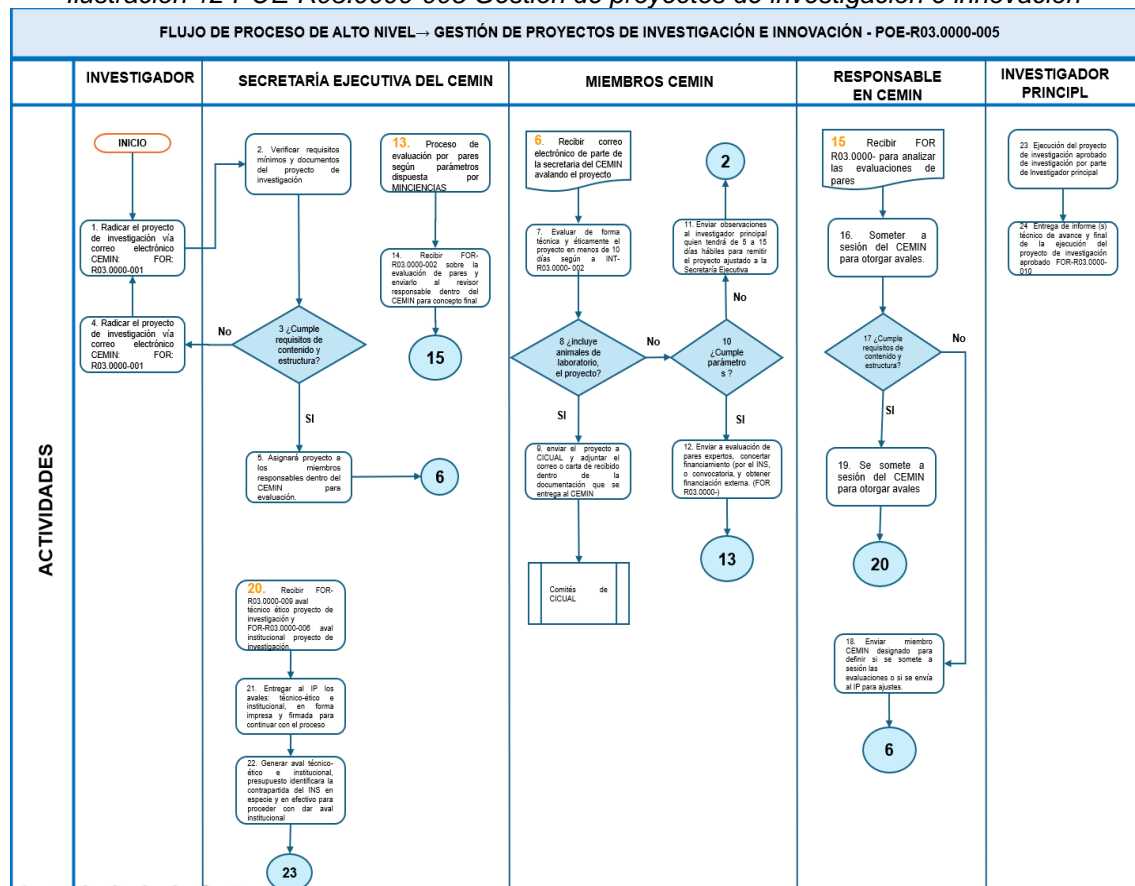 Ilustración 42 POE-R03.0000-005 Gestión de proyectos de investigación e innovación
FLUJO DE PROCESO DE ALTO NIVEL→ GESTIÓN DE PROYECTOS DE INVESTIGACIÓN E INNOVACIÓN - POE-R03.0000-005
INVESTIGADOR
SECRETARÍA EJECUTIVA DEL CEMIN
MIEMBROS CEMIN
RESPONSABLE
EN CEMIN
INVESTIGADOR
PRINCIPL
ACTIVIDADES
INICIO
1. Radicar el proyecto
de investigación vía
correo electrónico
CEMIN: FOR:
R03.0000-001
4. Radicar el proyecto
de investigación vía
correo electrónico
CEMIN: FOR:
R03.0000-001
2. Verificar requisitos
mínimos y documentos
del proyecto de
investigación
3 ¿Cumple
requisitos de
contenido y
estructura?
No
SI
5. Asignará proyecto a
los miembros
responsables dentro del
CEMIN para
evaluación.
6
13. Proceso de
evaluación por pares
según parámetros
dispuesta por
MINCIENCIAS
14. Recibir FOR-
R03.0000-002 sobre la
evaluación de pares y
enviarlo al revisor
responsable dentro del
CEMIN para concepto final
15
20. Recibir FOR-
R03.0000-009 aval
técnico ético proyecto de
investigación y
FOR-R03.0000-006 aval
institucional proyecto de
investigación.
21. Entregar al IP los
avales: técnico-ético e
institucional, en forma
impresa y firmada para
continuar con el proceso
22. Generar aval técnico-
ético e institucional,
presupuesto identificara la
contrapartida del INS en
especie y en efectivo para
proceder con dar aval
institucional
23
6. Recibir correo
electrónico de parte de
la secretaria del CEMIN
avalando el proyecto
7. Evaluar de forma
técnica y éticamente el
proyecto en menos de 10
días según a INT-
R03.0000- 002
8 ¿incluye
animales de
laboratorio,
el proyecto?
No
SI
9. enviar el proyecto a
CICUAL y adjuntar el
correo o carta de recibido
dentro de la
documentación que se
entrega al CEMIN
Comités de
CICUAL
2
11. Enviar observaciones
al investigador principal
quien tendrá de 5 a 15
días hábiles para remitir
el proyecto ajustado a la
Secretaría Ejecutiva
No
10
¿Cumple
parámetro
s ?
SI
12. Enviar a evaluación de
pares expertos, concertar
financiamiento (por el INS,
o convocatoria, y obtener
financiación externa. (FOR
R03.0000-)
13
15 Recibir FOR
R03.0000- para analizar
las evaluaciones de
pares
16. Someter a
sesión del CEMIN
para otorgar avales.
17 ¿Cumple
requisitos de
contenido y
estructura?
No
SI
19. Se somete a
sesión del CEMIN
para otorgar avales
20
18. Enviar miembro
CEMIN designado para
definir si se somete a
sesión las
evaluaciones o si se envía
al IP para ajustes.
6
23 Ejecución del proyecto
de investigación aprobado
de investigación por parte
de Investigador principal
24 Entrega de informe (s)
técnico de avance y final
de la ejecución del
proyecto de investigación
aprobado FOR-R03.0000-
010